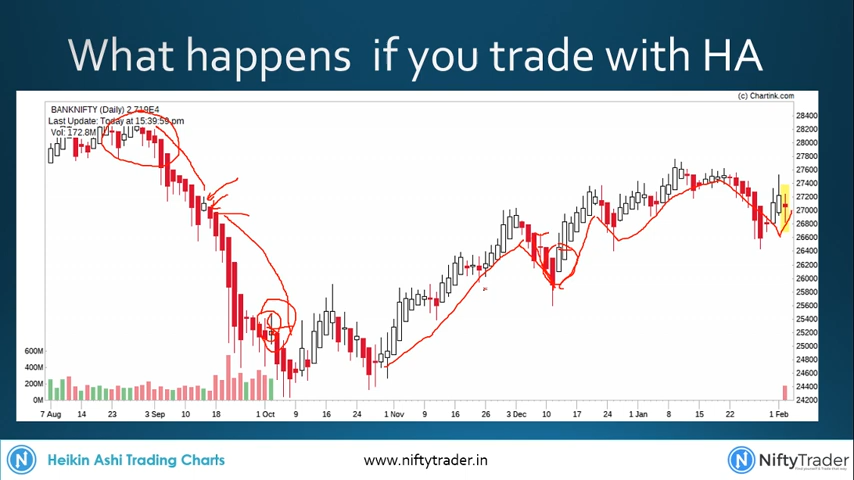 What happens if you trade with HA
(c) Chartink.com
BANKNIFTY (Daily) 2.719E4
Last Update: Today at 15:39:59 pm
Vol: 172.8M
28400
28200
28000
27800
27600
27400
27200
27000
26800
26600
26400
26200
26000
25800
25600
25400
25200
25000
24800
24600
24400
24200
600M
400M
200M
0M
7 Aug 14 23 3 Sep 10 18 1 Oct 9 16 24 1 Nov 9 16 26 3 Dec 10 17 24 1 Jan 8 15 22 1 Feb
Heikin Ashi Trading Charts
www.niftytrader.in
N
NiftyTrader